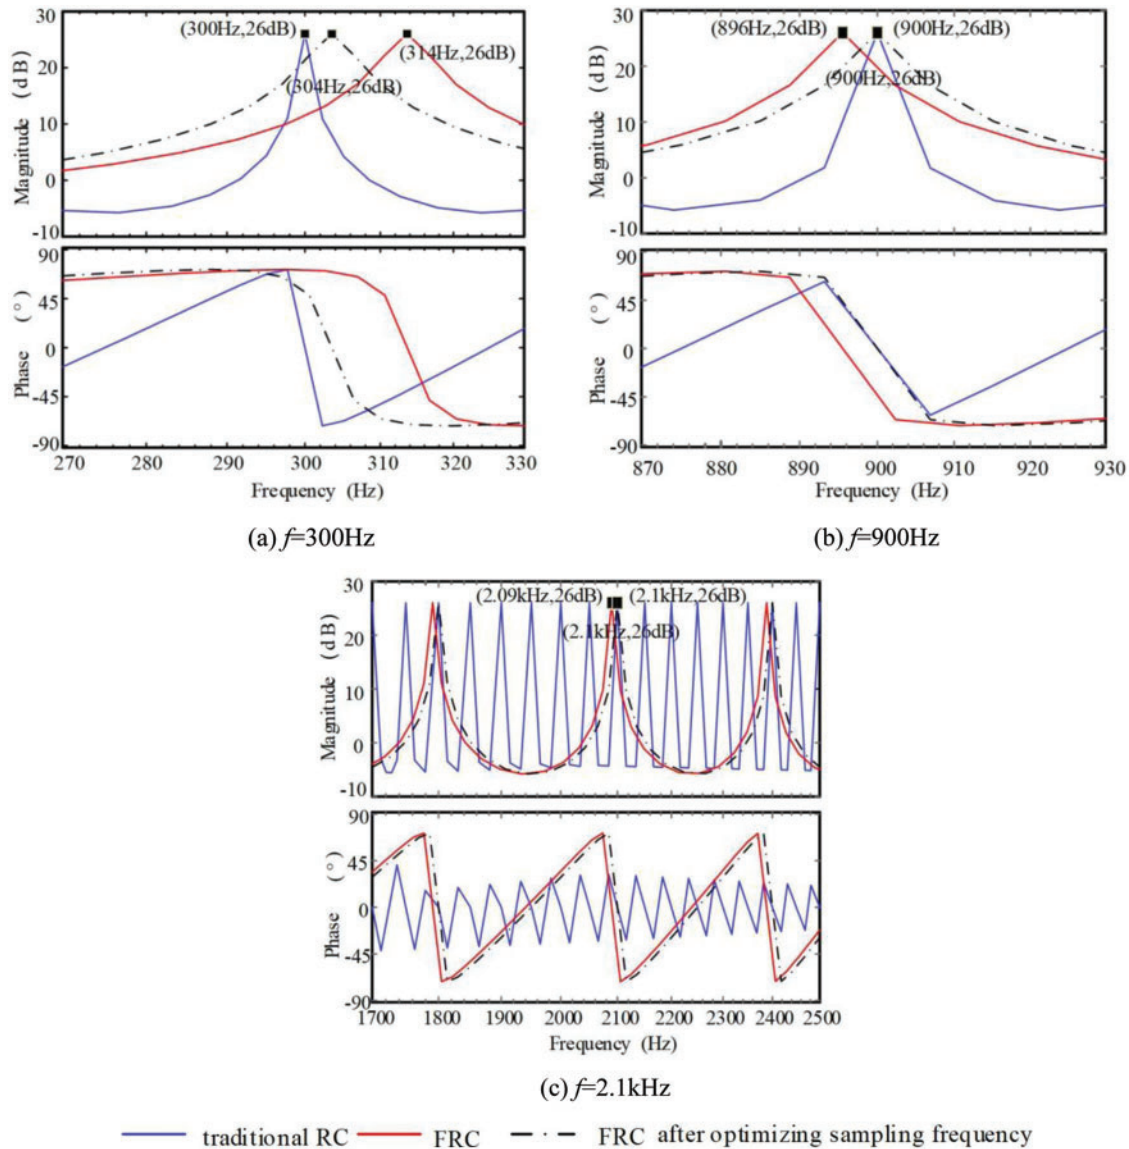 (300Hz,26dB)
(314Hz,26dB)
(304Hz,26dB)
Magnitude (dB)
30
20
10
0
-10
Phase (°)
90
45
0
-45
-90
270 280 290 300 310 320 330
Frequency (Hz)
(a) f=300Hz
(896Hz,26dB)
(900Hz,26dB)
(900Hz,26dB)
Magnitude (dB)
30
20
10
0
-10
Phase (°)
90
45
0
-45
-90
870 880 890 900 910 920 930
Frequency (Hz)
(b) f=900Hz
(2.09kHz,26dB)
(2.1kHz,26dB)
(2.1kHz,26dB)
Magnitude (dB)
30
20
10
0
-10
Phase (°)
90
45
0
-45
-90
1700 1800 1900 2000 2100 2200 2300 2400 2500
Frequency (Hz)
(c) f=2.1kHz
traditional RC FRC FRC after optimizing sampling frequency